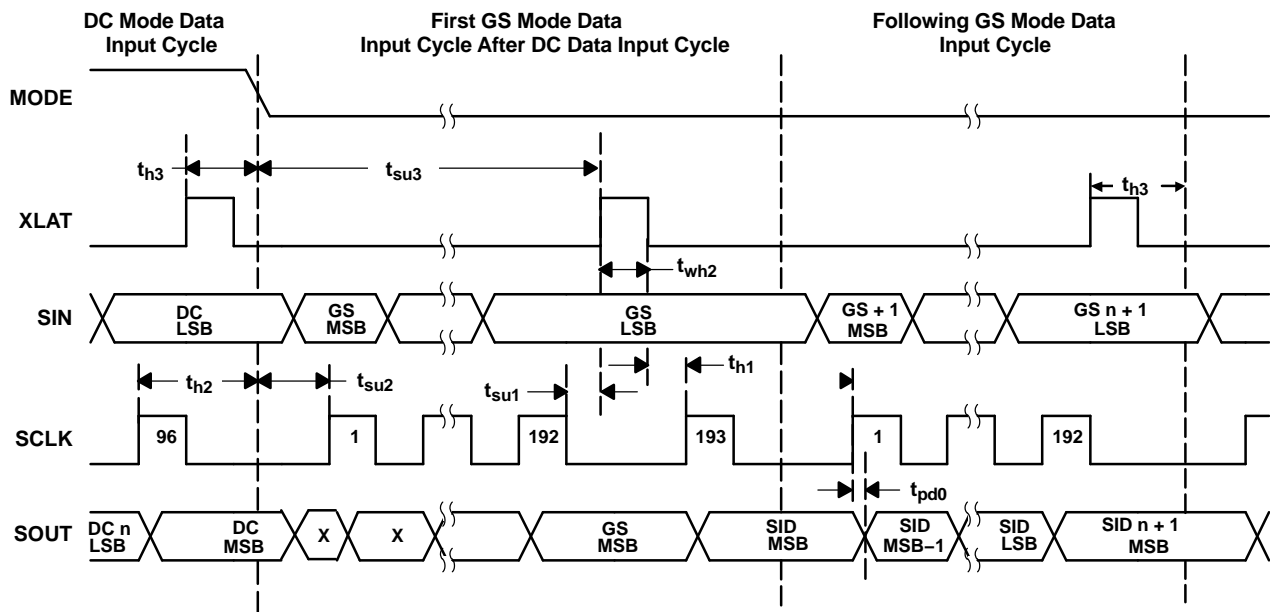 DC Mode Data
Input Cycle
First GS Mode Data
Input Cycle After DC Data Input Cycle
Following GS Mode Data
Input Cycle
MODE
th3
tsu3
th3
XLAT
twh2
SIN
DC
LSB
GS
MSB
GS
LSB
GS + 1
MSB
GS n + 1
LSB
th2
tsu2
tsu1
th1
SCLK
96
1
192
193
1
192
tpd0
SOUT
DC n
LSB
DC
MSB
X
X
GS
MSB
SID
MSB
SID
MSB−1
SID
LSB
SID n + 1
MSB